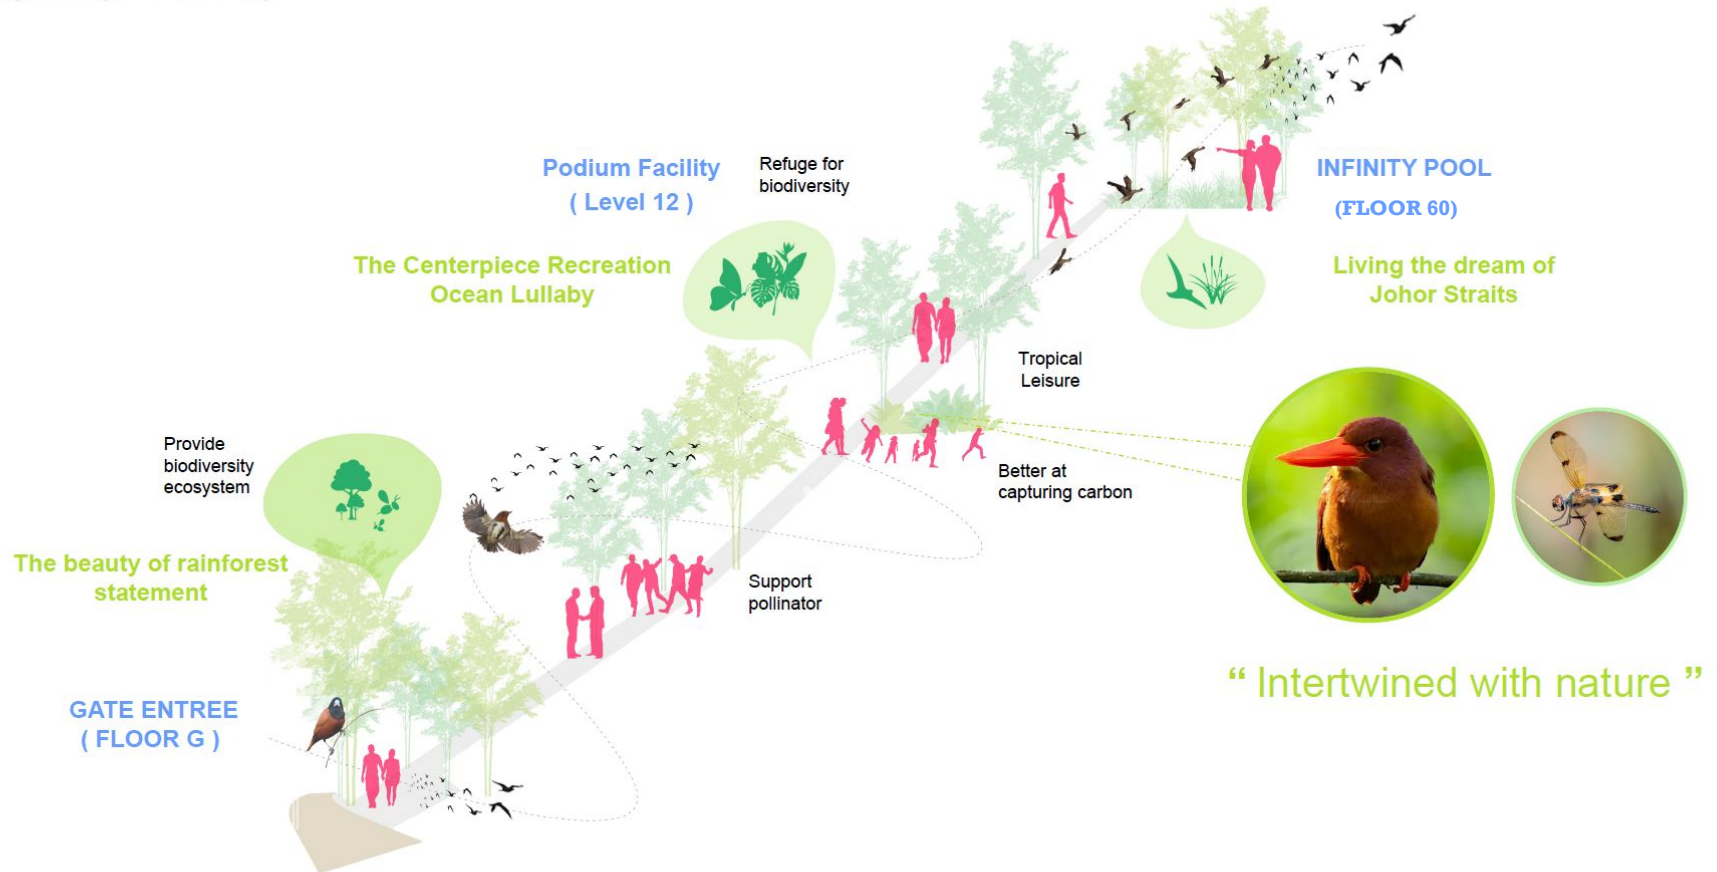 Podium Facility
( Level 12 )
Refuge for
biodiversity
INFINITY POOL
(FLOOR 60)
The Centerpiece Recreation
Ocean Lullaby
Living the dream of
Johor Straits
Tropical
Leisure
Provide
biodiversity
ecosystem
Better at
capturing carbon
The beauty of rainforest
statement
Support
pollinator
“ Intertwined with nature ”
GATE ENTREE
( FLOOR G )